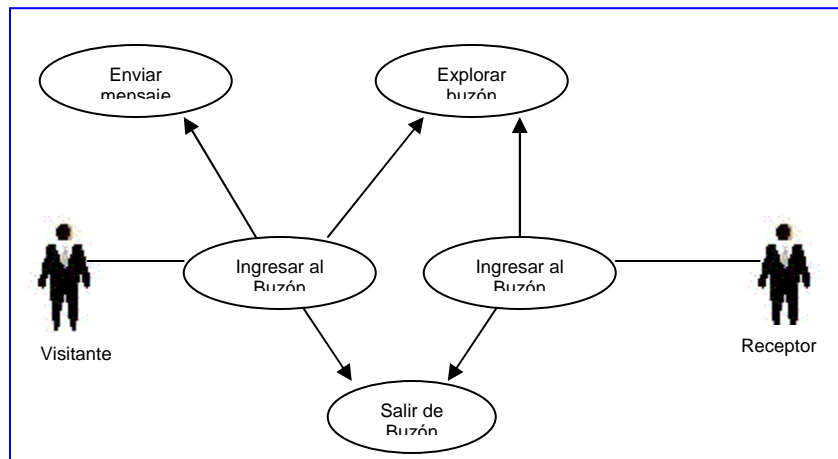 Enviar
mensaje
Explorar
buzón
Ingresar al
Buzón
Ingresar al
Buzón
Visitante
Receptor
Salir de
Buzón